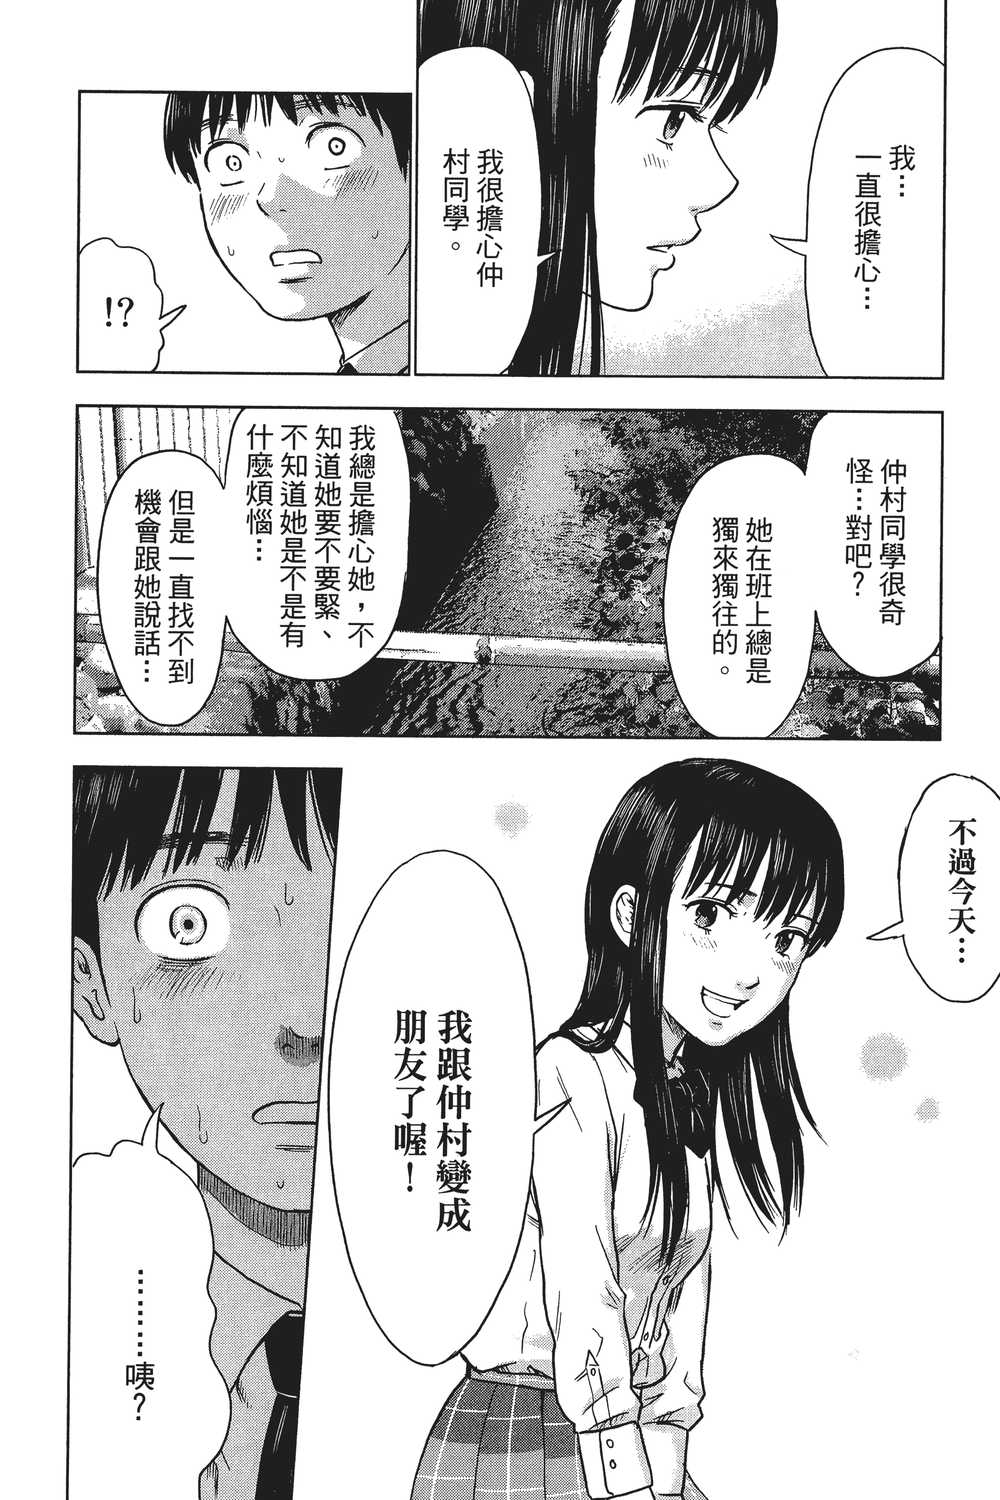 我…
一直很擔心…
我很擔心仲
村同學。
!?
仲村同學很奇
怪…對吧?
她在班上總是
獨來獨往的。
我總是擔心她，不
知道她要不要緊、
不知道她是不是有
什麼煩惱…
但是一直找不到
機會跟她說話…
不過今天…
我跟仲村變成
朋友了喔！
………咦?